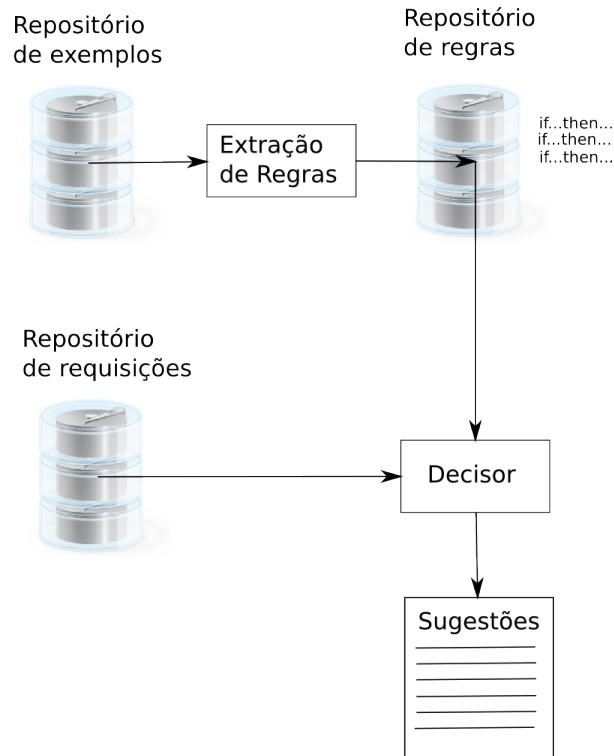 Repositório
de exemplos
Repositório
de regras
if...then...
if...then...
if...then...
Extração
de Regras
Repositório
de requisições
Decisor
Sugestões